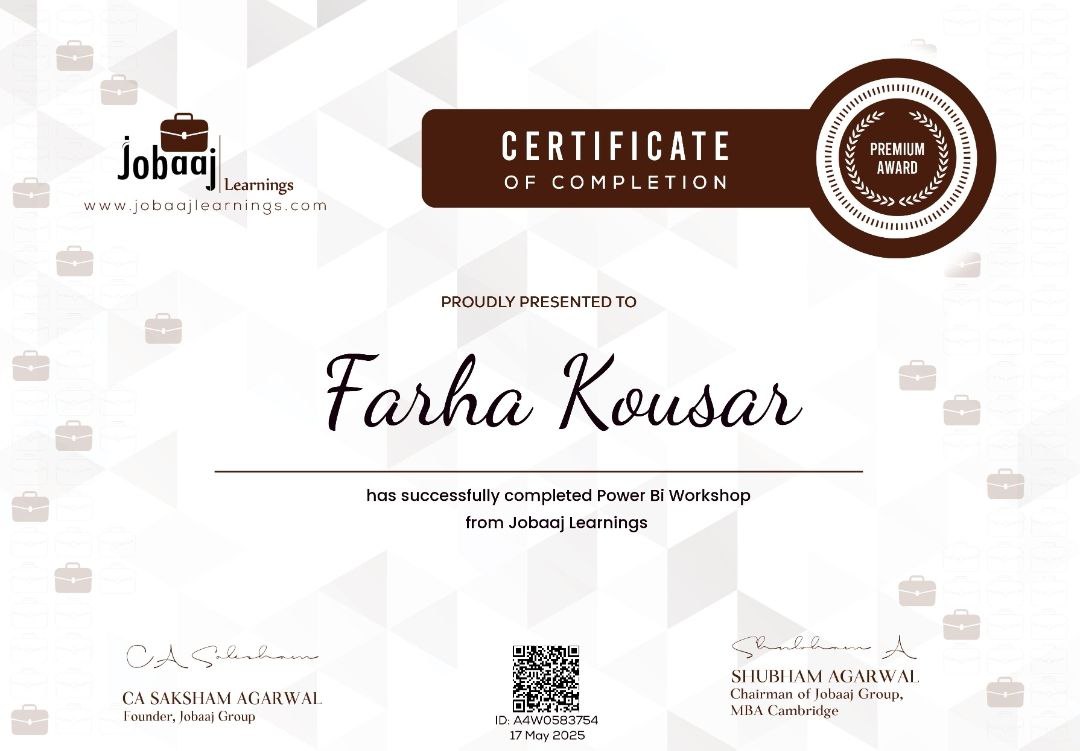 jobaaj
Learnings
www.jobaajlearnings.com
CERTIFICATE
OF COMPLETION
PREMIUM
AWARD
PROUDLY PRESENTED TO
Farha Kousar
has successfully completed Power Bi Workshop
from Jobaaj Learnings
CA Saksham
CA SAKSHAM AGARWAL
Founder, Jobaaj Group
ID: A4W0583754
17 May 2025
Shubham A
SHUBHAM AGARWAL
Chairman of Jobaaj Group,
MBA Cambridge